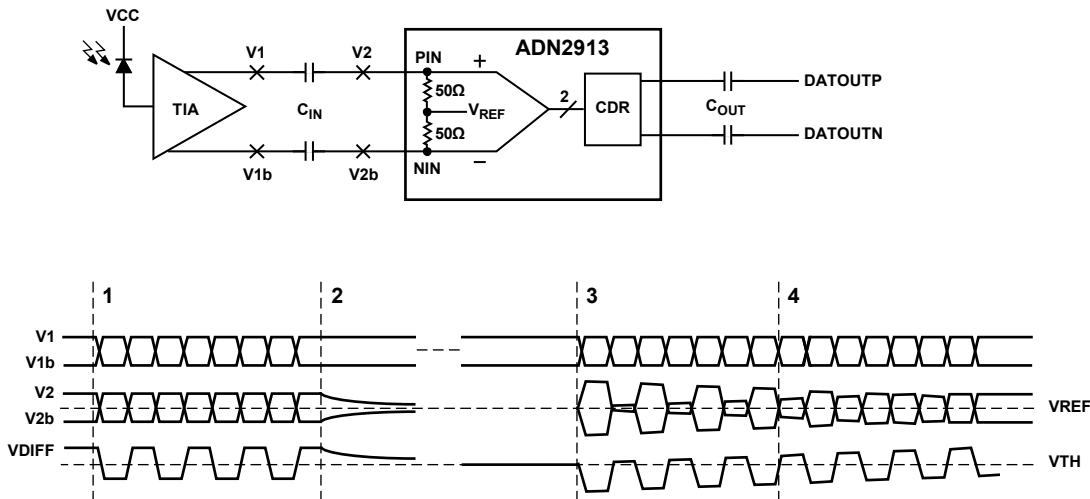 VCC
ADN2913
V1
V2
PIN
+
50Ω
TIA
C_IN
V_REF
2
CDR
C_OUT
DATOUTP
50Ω
DATOUTN
−
V1b
V2b
NIN
1
2
3
4
V1
V1b
V2
VREF
V2b
VDIFF
VTH